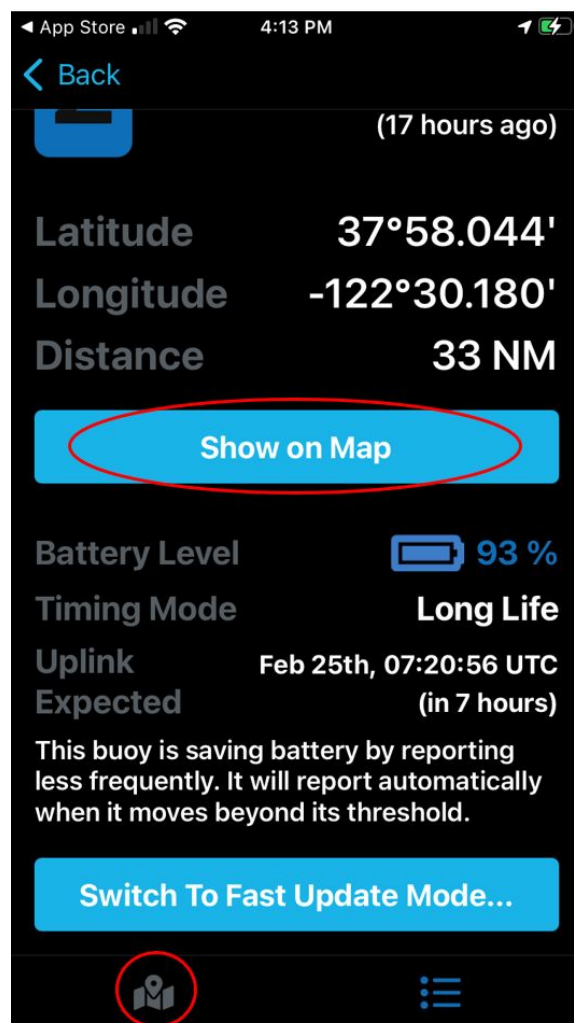 App Store 4:13 PM
Back
(17 hours ago)
Latitude 37°58.044'
Longitude -122°30.180'
Distance 33 NM
Show on Map
Battery Level 93 %
Timing Mode Long Life
Uplink Feb 25th, 07:20:56 UTC
Expected (in 7 hours)
This buoy is saving battery by reporting
less frequently. It will report automatically
when it moves beyond its threshold.
Switch To Fast Update Mode...